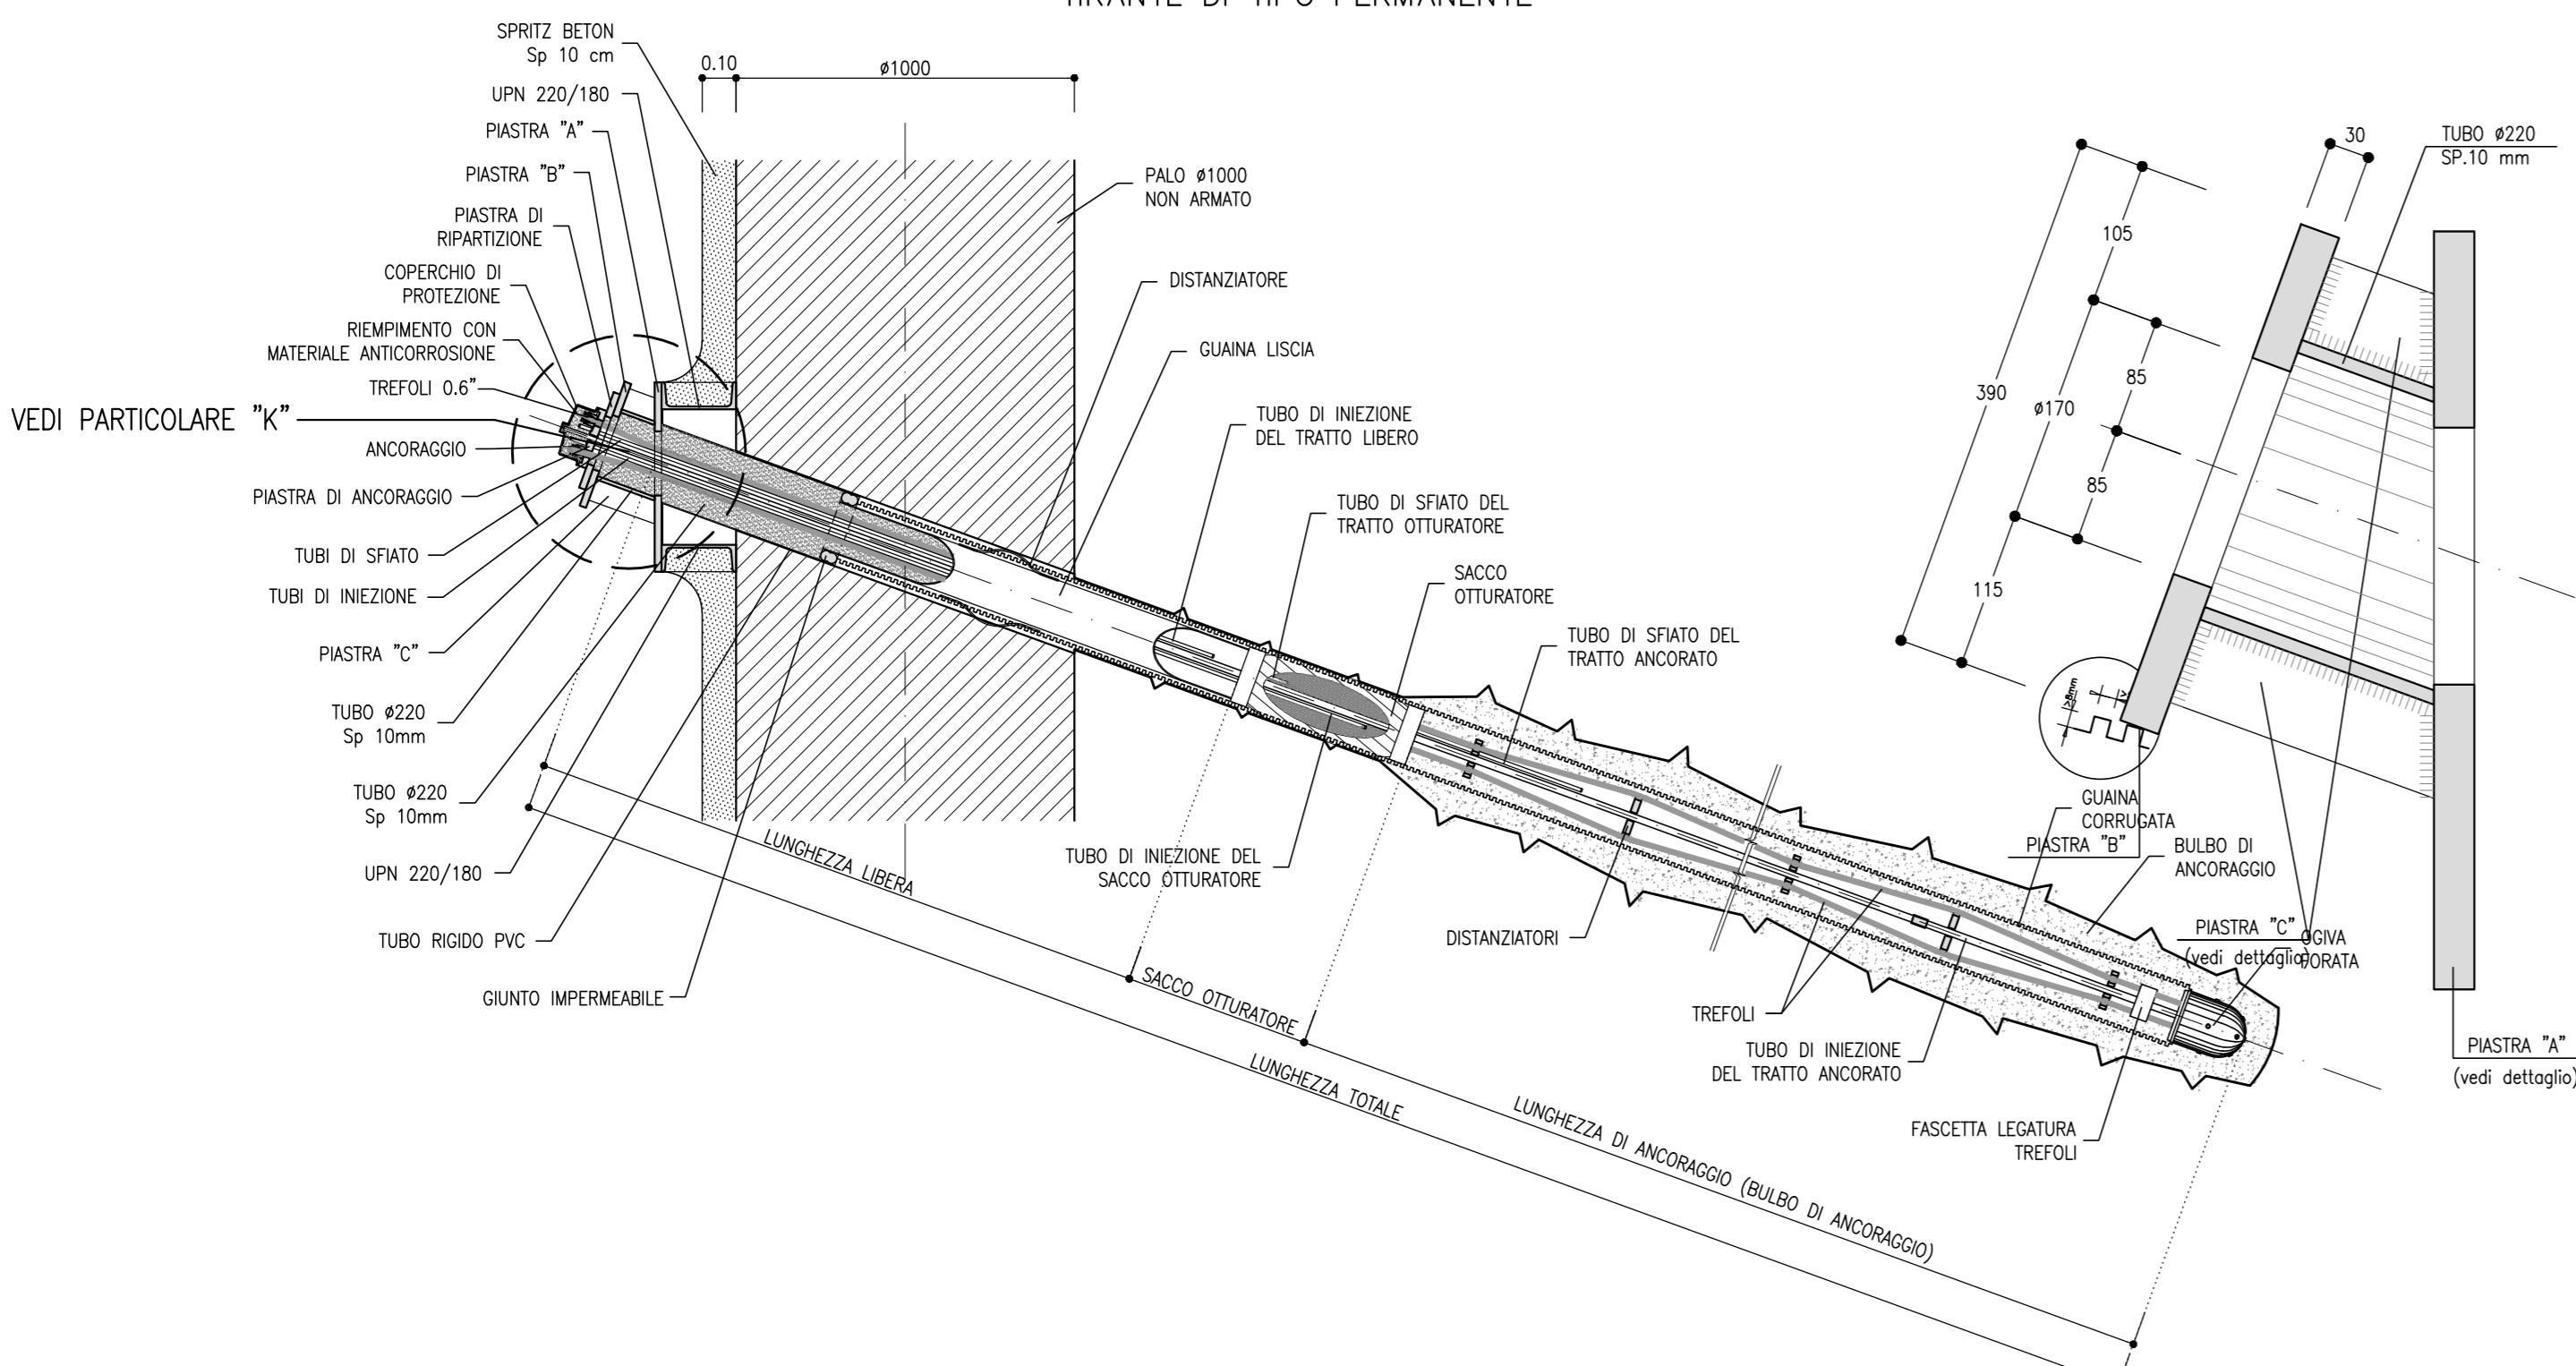 TIRANTE DI TIPO PERMANENTE
SPRITZ BETON
Sp 10 cm
UPN 220/180
PIASTRA "A"
PIASTRA "B"
PIASTRA DI
RIPARTIZIONE
COPERCHIO DI
PROTEZIONE
RIEMPIMENTO CON
MATERIALE ANTICORROSIONE
TREFOLI 0.6"
VEDI PARTICOLARE "K"
ANCORAGGIO
PIASTRA DI ANCORAGGIO
TUBI DI SFIATO
TUBI DI INIEZIONE
PIASTRA "C"
TUBO ø220
Sp 10mm
TUBO ø220
Sp 10mm
UPN 220/180
TUBO RIGIDO PVC
GIUNTO IMPERMEABILE
0.10
ø1000
PALO ø1000
NON ARMATO
DISTANZIATORE
GUAINA LISCIA
TUBO DI INIEZIONE
DEL TRATTO LIBERO
TUBO DI SFIATO DEL
TRATTO OTTURATORE
SACCO
OTTURATORE
TUBO DI SFIATO DEL
TRATTO ANCORATO
TUBO DI INIEZIONE DEL
SACCO OTTURATORE
DISTANZIATORI
TREFOLI
TUBO DI INIEZIONE
DEL TRATTO ANCORATO
FASCETTA LEGATURA
TREFOLI
GUAINA
CORRUGATA
BULBO DI
ANCORAGGIO
OGIVA
FORATA
LUNGHEZZA LIBERA
SACCO OTTURATORE
LUNGHEZZA DI ANCORAGGIO (BULBO DI ANCORAGGIO)
LUNGHEZZA TOTALE
30
TUBO ø220
SP.10 mm
105
85
390
ø170
85
115
≥8mm
PIASTRA "B"
PIASTRA "C"
(vedi dettaglio)
PIASTRA "A"
(vedi dettaglio)